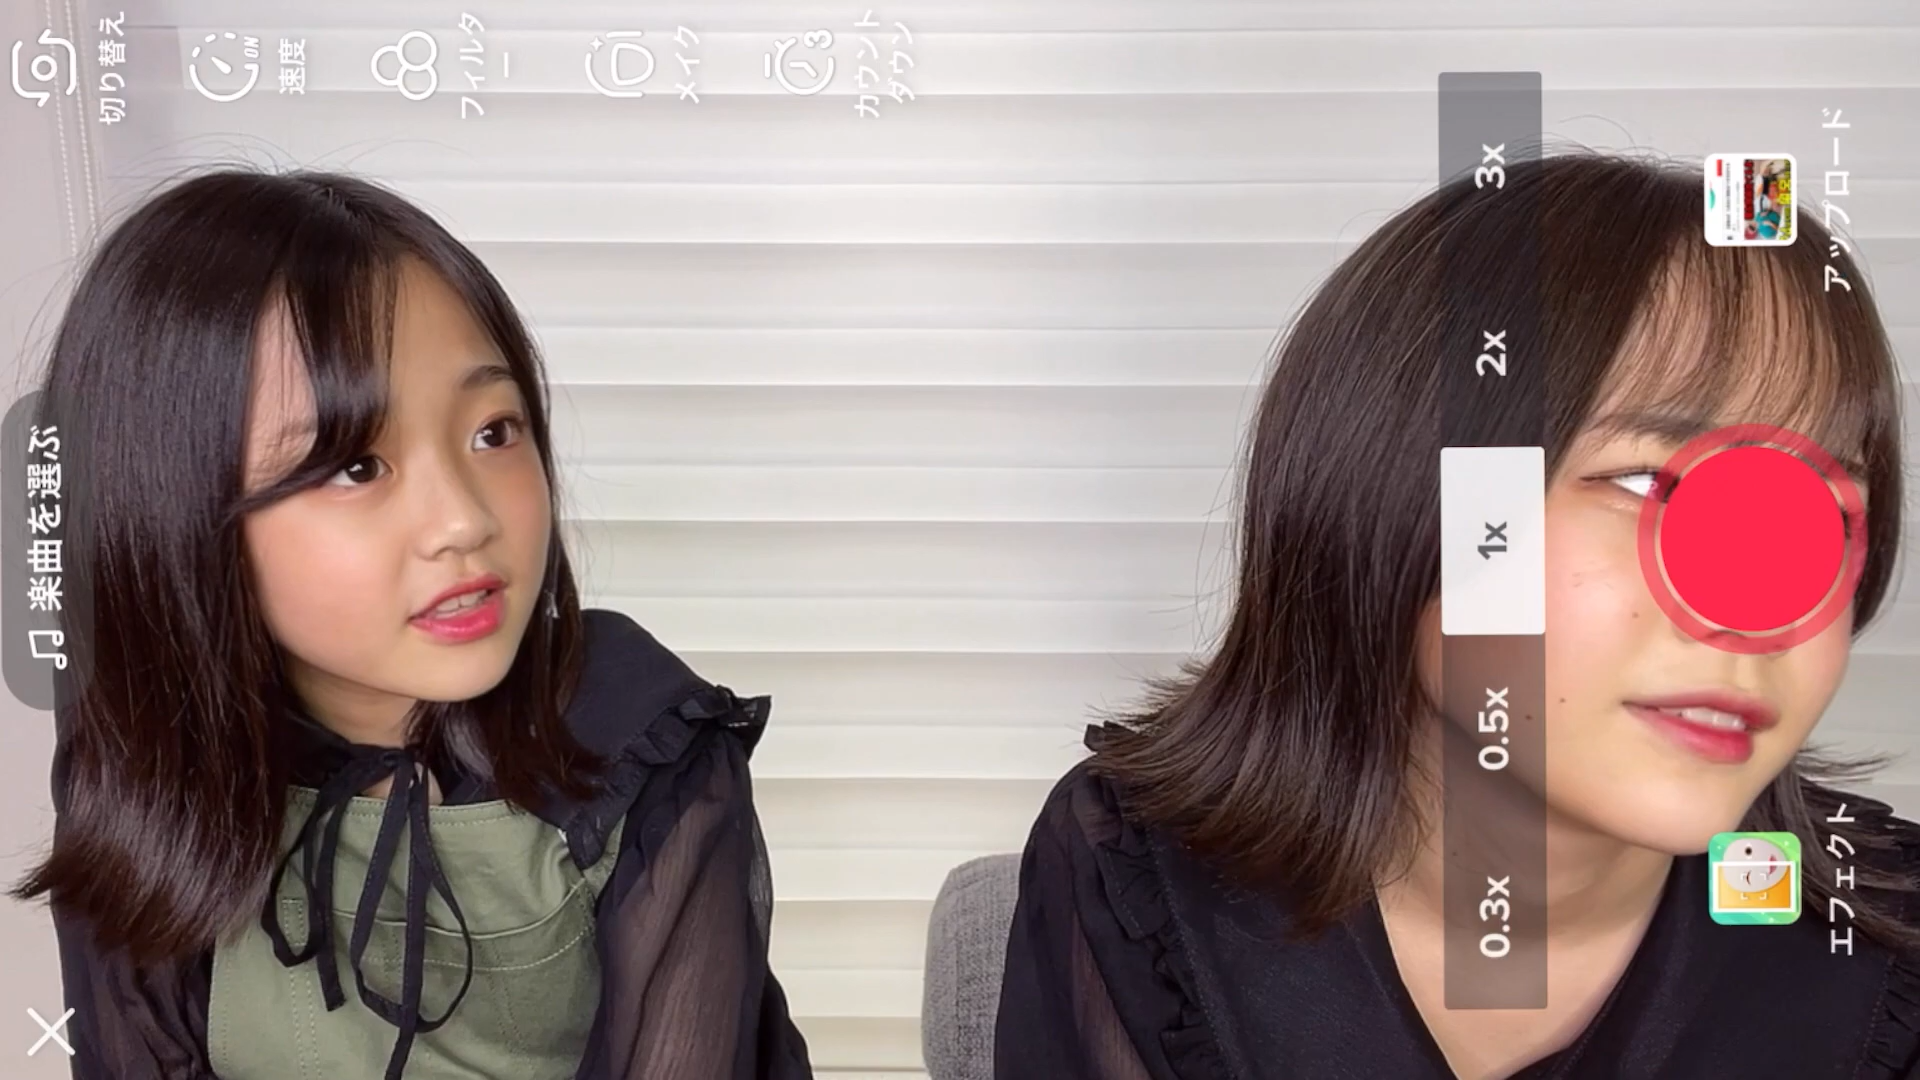 楽曲を選ぶ
切り替え
ON
速度
フィルタ
ー
メイク
3
カウント
ダウン
0.3x
0.5x
1x
2x
3x
エフェクト
アップロード